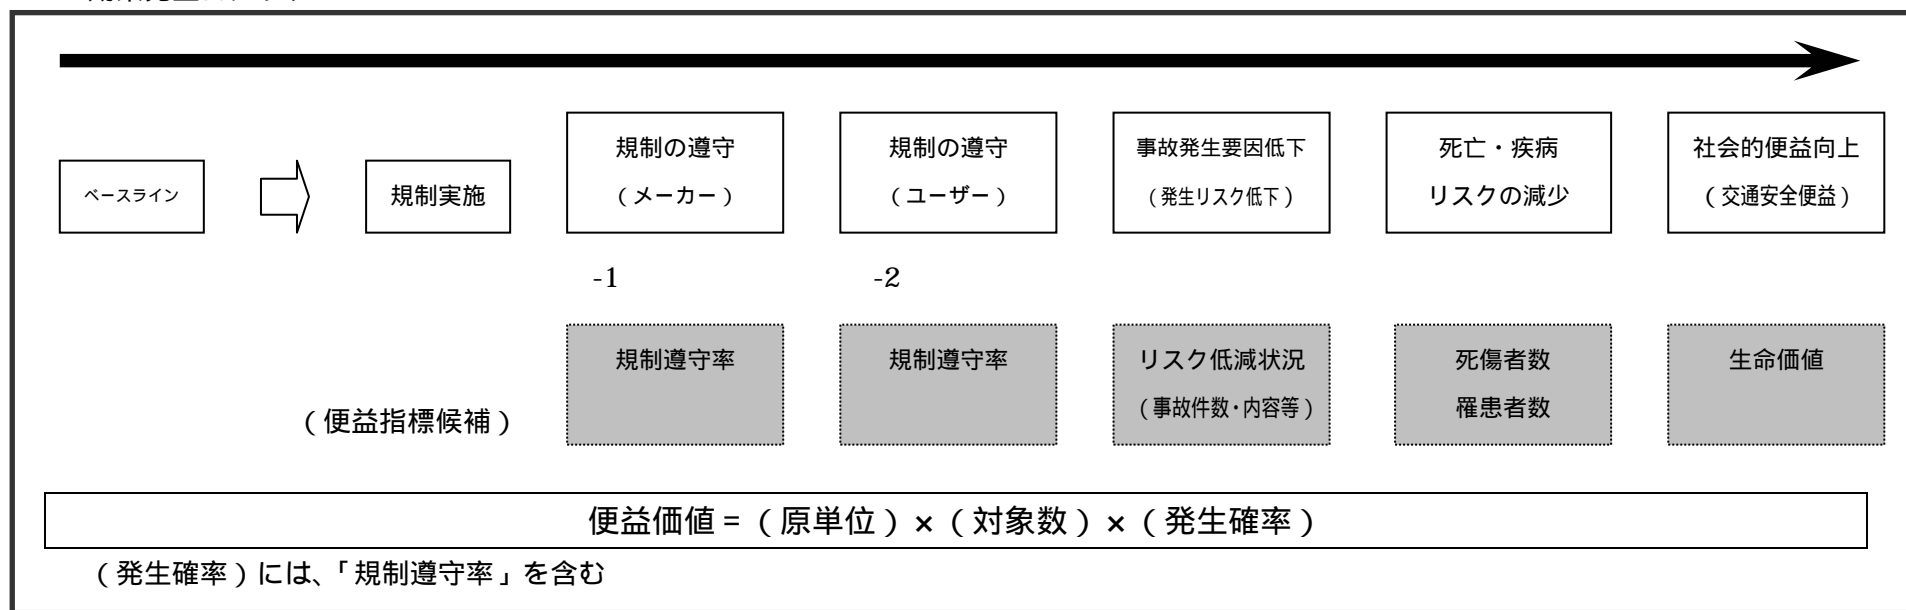 ベースライン
規制実施
規制の遵守
（メーカー）
規制の遵守
（ユーザー）
事故発生要因低下
（発生リスク低下）
死亡・疾病
リスクの減少
社会的便益向上
（交通安全便益）
-1
-2
（便益指標候補）
規制遵守率
規制遵守率
リスク低減状況
（事故件数・内容等）
死傷者数
罹患者数
生命価値
便益価値=（原単位）×（対象数）×（発生確率）
（発生確率）には、「規制遵守率」を含む